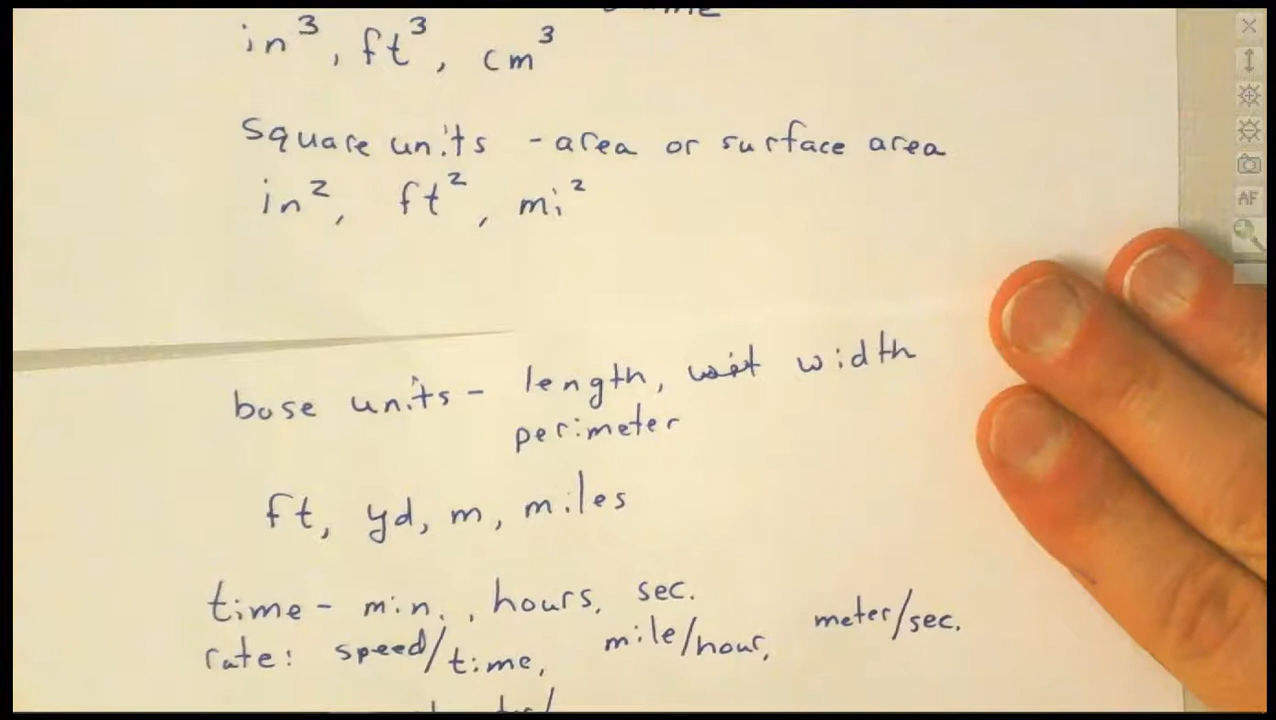 in³, ft³, cm³
square units - area or surface area
in², ft², mi²
base units - length, width
perimeter
ft, yd, m, miles
time - min., hours, sec.
rate: speed/time, mile/hour, meter/sec.
AF